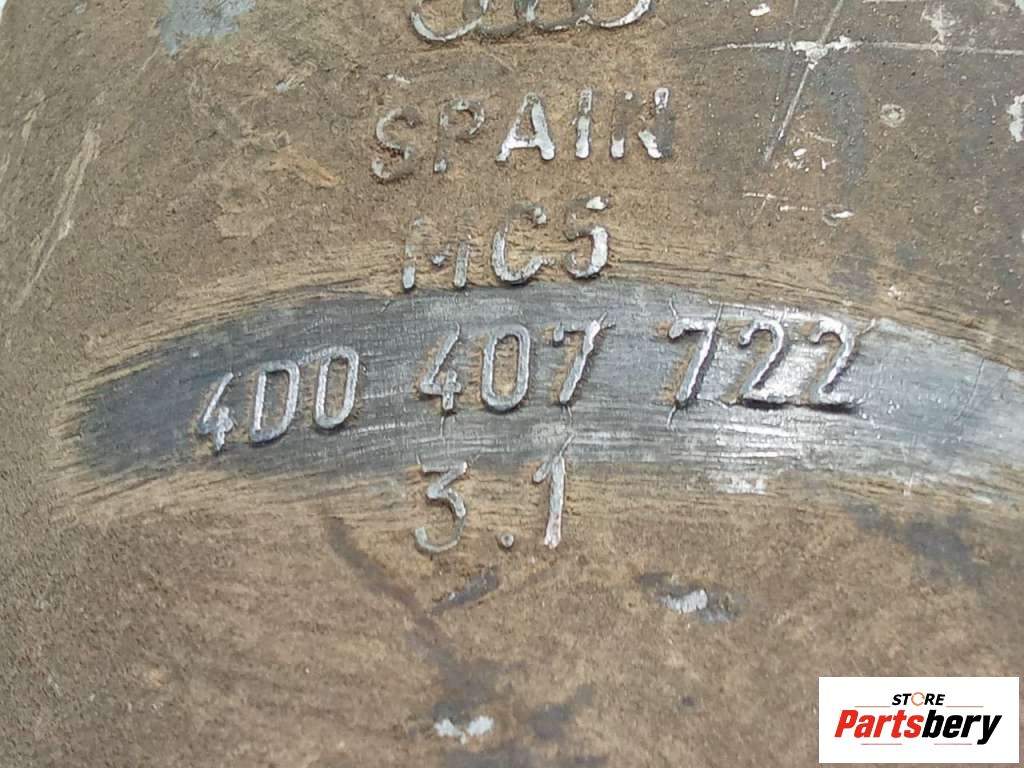 SPAIN
MC5
4D0 407 722
3.1
STORE
Partsbery